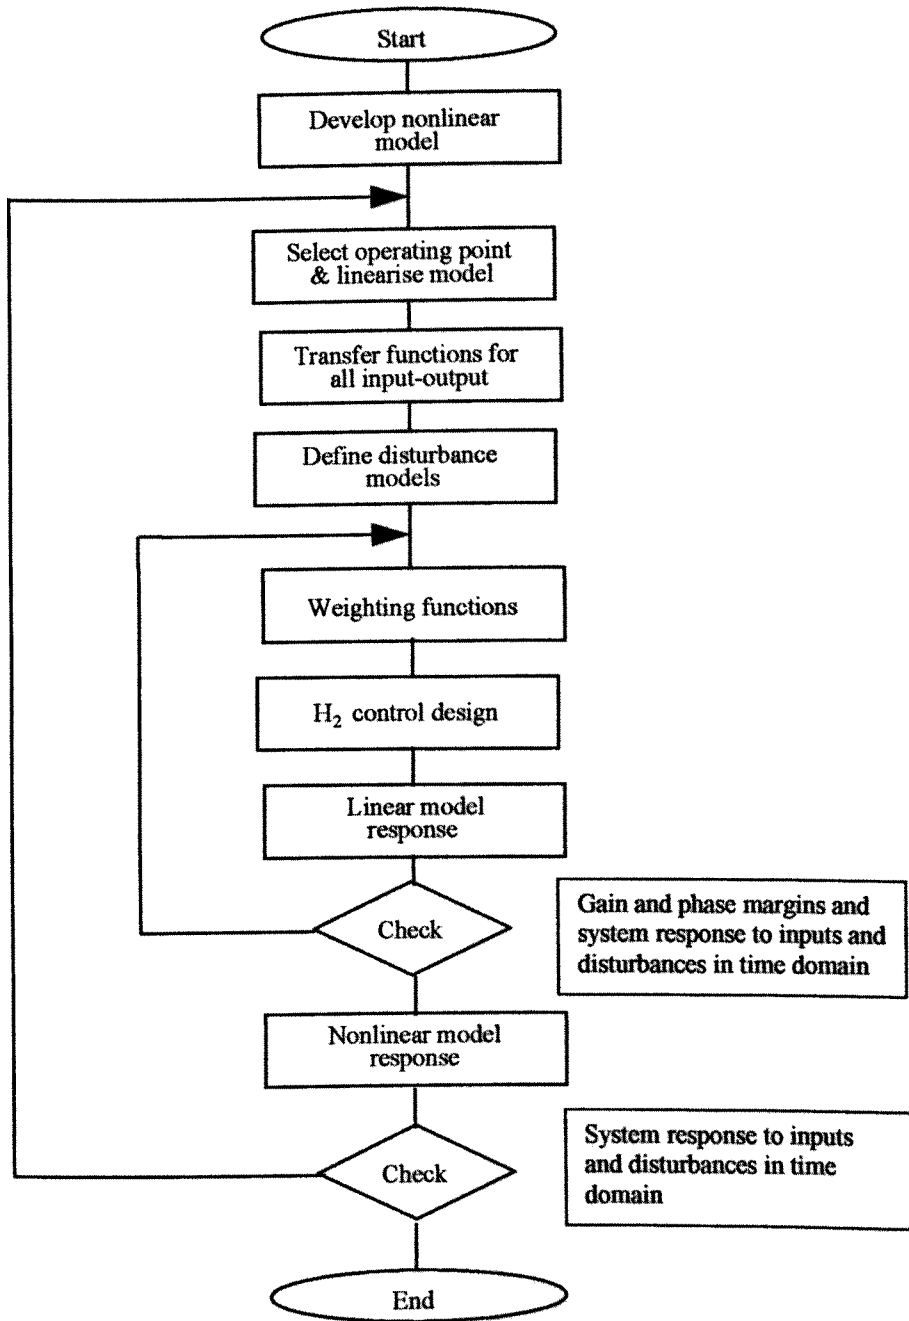 Start
Develop nonlinear
model
Select operating point
& linearise model
Transfer functions for
all input-output
Define disturbance
models
Weighting functions
H₂ control design
Linear model
response
Check
Gain and phase margins and
system response to inputs and
disturbances in time domain
Nonlinear model
response
Check
System response to inputs
and disturbances in time
domain
End